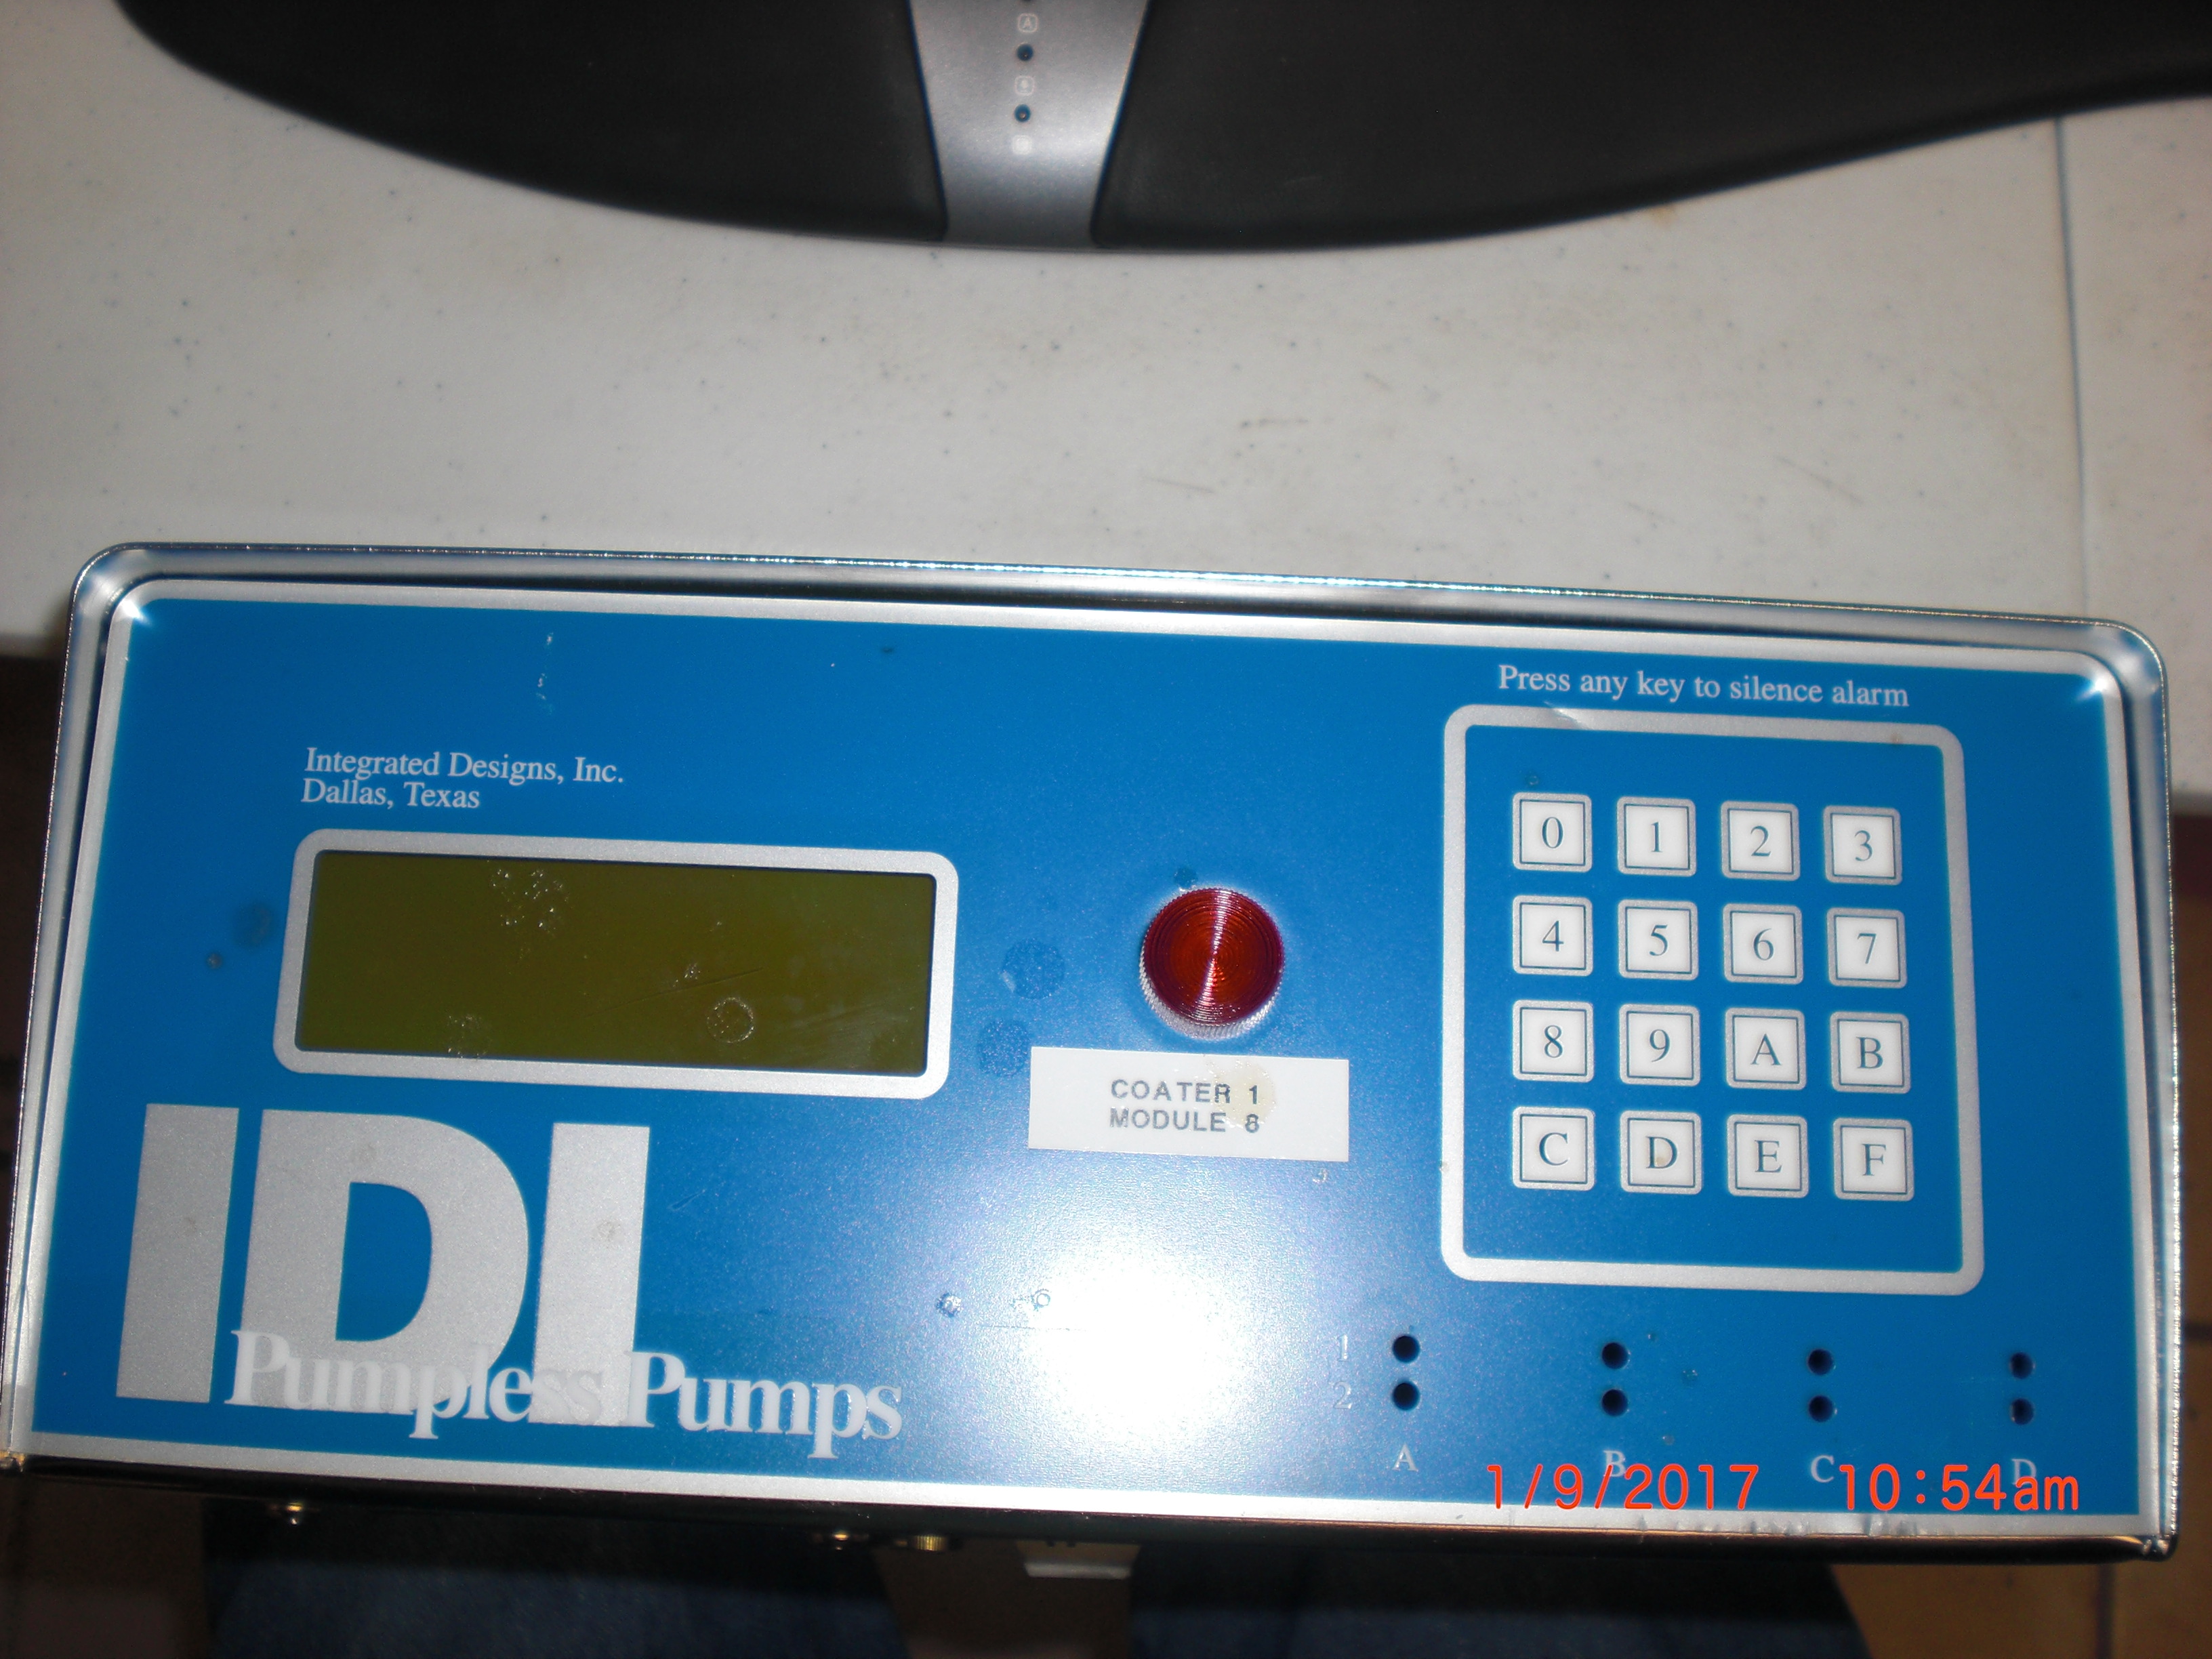 Press any key to silence alarm
Integrated Designs, Inc.
Dallas, Texas
0 1 2 3
4 5 6 7
8 9 A B
C D E F
COATER 1
MODULE 8
IDI
Pumpless Pumps
1
2
A B C D
1/9/2017 10:54am